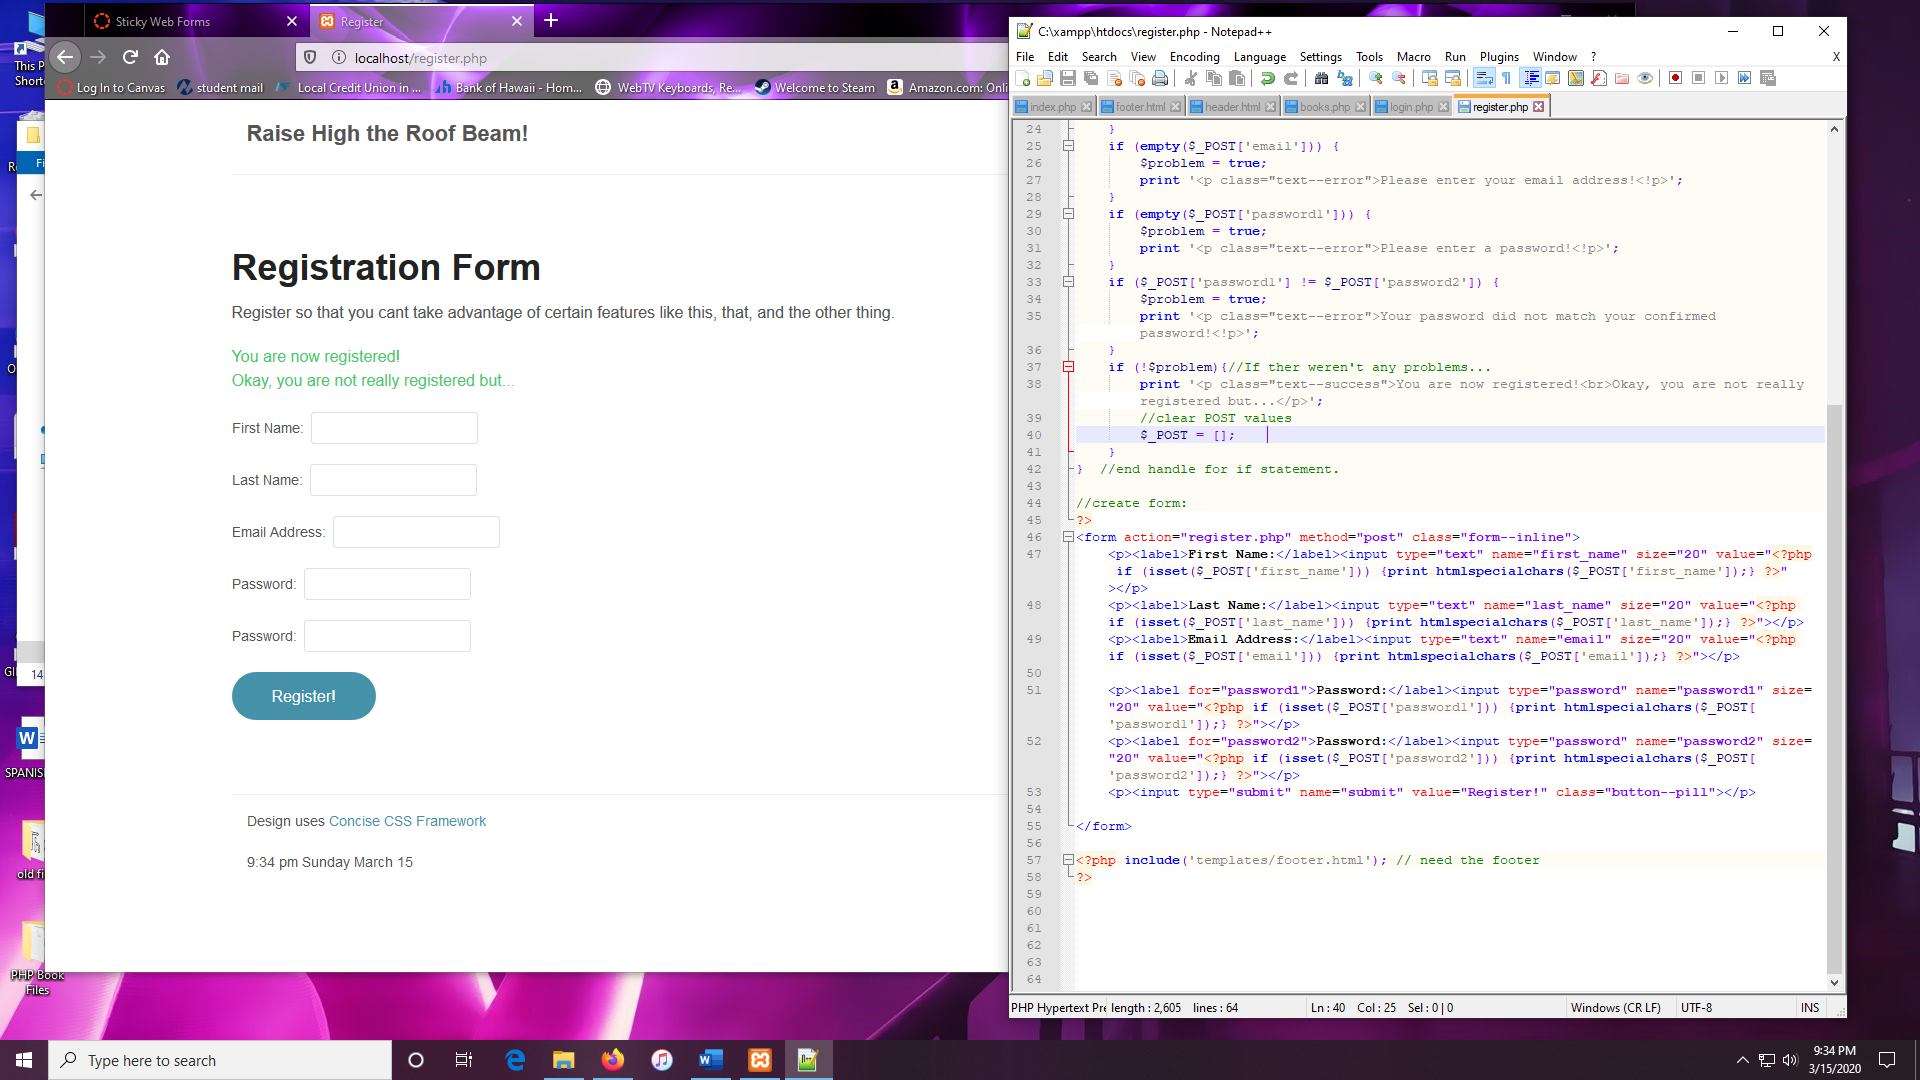 Sticky Web Forms
Register
localhost/register.php
Log In to Canvas
student mail
Local Credit Union in ...
Bank of Hawaii - Hom...
WebTV Keyboards, Re...
Welcome to Steam
Amazon.com: Onli
Raise High the Roof Beam!
Registration Form
Register so that you cant take advantage of certain features like this, that, and the other thing.
You are now registered!
Okay, you are not really registered but...
First Name:
Last Name:
Email Address:
Password:
Password:
Register!
Design uses Concise CSS Framework
9:34 pm Sunday March 15
This P
Short
Fi
14
SPANIS
old fi
PHP Book
Files
C:\xampp\htdocs\register.php - Notepad++
File Edit Search View Encoding Language Settings Tools Macro Run Plugins Window ? X
index.php footer.html header.html books.php login.php register.php
24 }
25 if (empty($_POST['email'])) {
26 $problem = true;
27 print '<p class="text--error">Please enter your email address!<!p>';
28 }
29 if (empty($_POST['password1'])) {
30 $problem = true;
31 print '<p class="text--error">Please enter a password!<!p>';
32 }
33 if ($_POST['password1'] != $_POST['password2']) {
34 $problem = true;
35 print '<p class="text--error">Your password did not match your confirmed
password!<!p>';
36 }
37 if (!$problem){//If ther weren't any problems...
38 print '<p class="text--success">You are now registered!<br>Okay, you are not really
registered but...</p>';
39 //clear POST values
40 $_POST = [];
41 }
42 } //end handle for if statement.
43
44 //create form:
45 ?>
46 <form action="register.php" method="post" class="form--inline">
47 <p><label>First Name:</label><input type="text" name="first_name" size="20" value="<?php
if (isset($_POST['first_name'])) {print htmlspecialchars($_POST['first_name']);} ?>"
></p>
48 <p><label>Last Name:</label><input type="text" name="last_name" size="20" value="<?php
if (isset($_POST['last_name'])) {print htmlspecialchars($_POST['last_name']);} ?>"></p>
49 <p><label>Email Address:</label><input type="text" name="email" size="20" value="<?php
if (isset($_POST['email'])) {print htmlspecialchars($_POST['email']);} ?>"></p>
50
51 <p><label for="password1">Password:</label><input type="password" name="password1" size=
"20" value="<?php if (isset($_POST['password1'])) {print htmlspecialchars($_POST[
'password1']);} ?>"></p>
52 <p><label for="password2">Password:</label><input type="password" name="password2" size=
"20" value="<?php if (isset($_POST['password2'])) {print htmlspecialchars($_POST[
'password2']);} ?>"></p>
53 <p><input type="submit" name="submit" value="Register!" class="button--pill"></p>
54
55 </form>
56
57 <?php include('templates/footer.html'); // need the footer
58 ?>
59
60
61
62
63
64
PHP Hypertext Pre length : 2,605 lines : 64 Ln : 40 Col : 25 Sel : 0 | 0 Windows (CR LF) UTF-8 INS
Type here to search
9:34 PM
3/15/2020